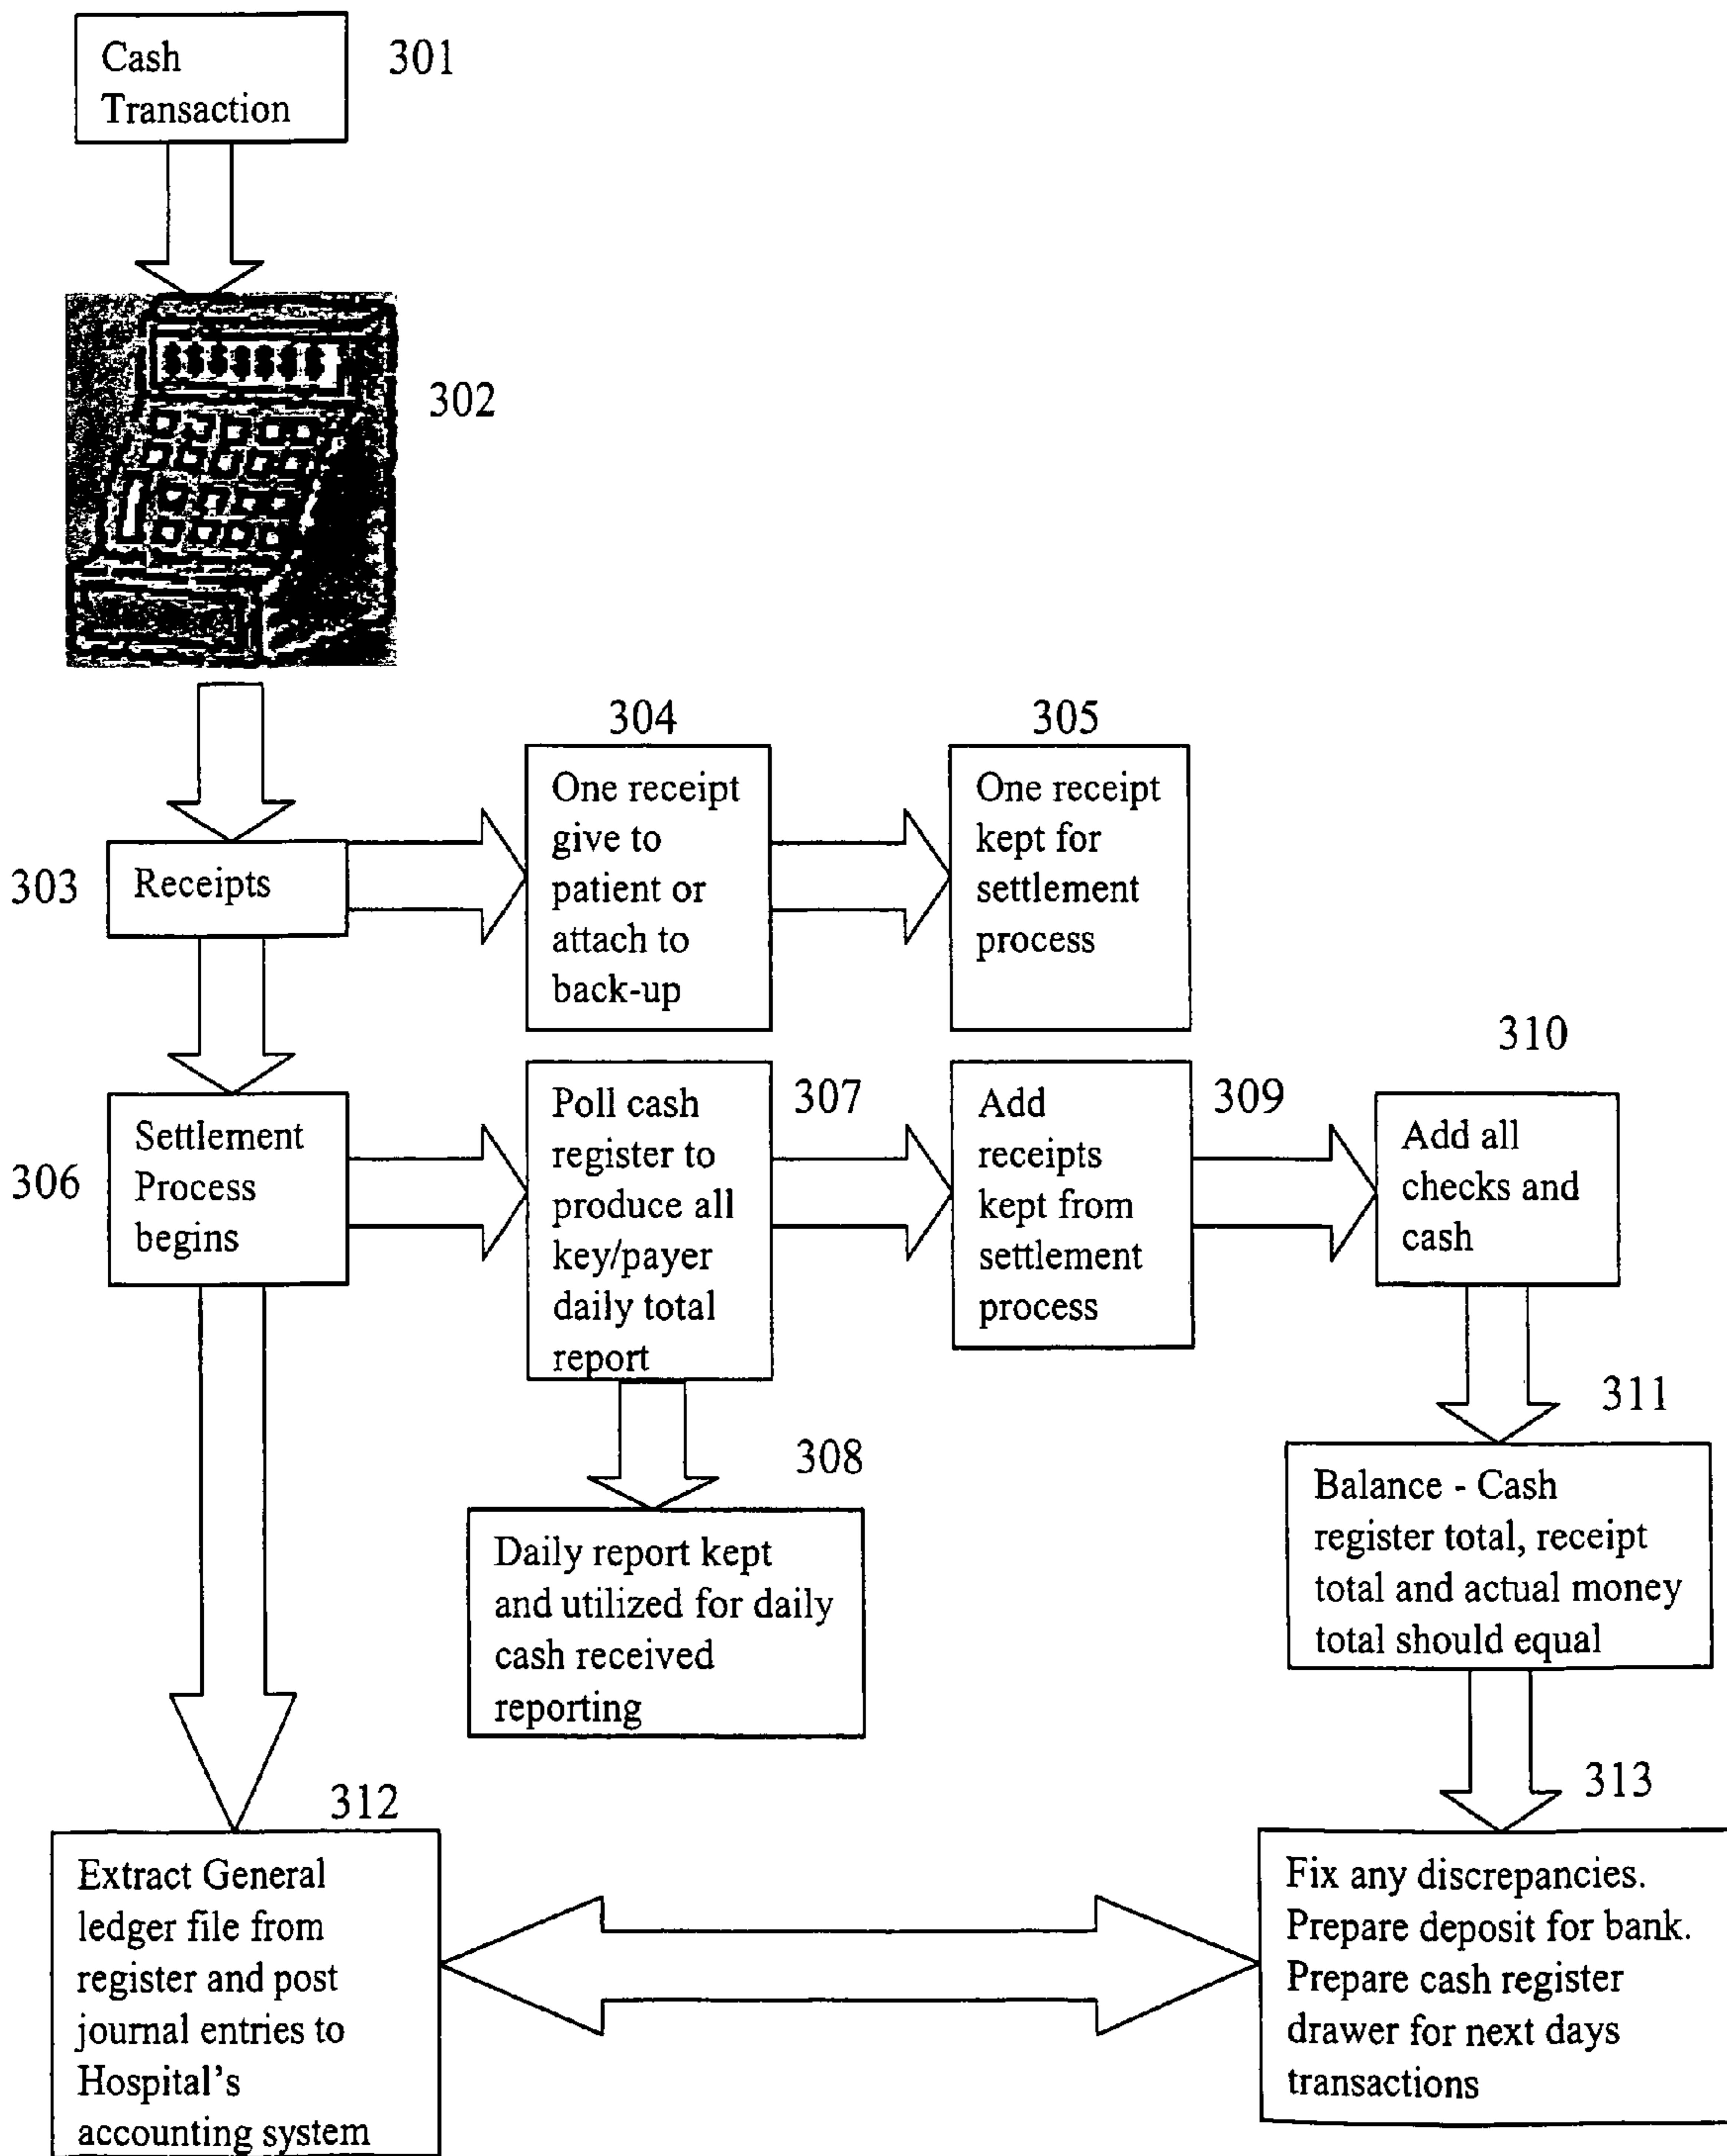 Cash
Transaction
301
$$$$$$$
302
304
305
One receipt
give to
patient or
attach to
back-up
One receipt
kept for
settlement
process
303
Receipts
310
306
Settlement
Process
begins
Poll cash
register to
produce all
key/payer
daily total
report
307
Add
receipts
kept from
settlement
process
309
Add all
checks and
cash
311
308
Daily report kept
and utilized for daily
cash received
reporting
Balance - Cash
register total, receipt
total and actual money
total should equal
312
313
Extract General
ledger file from
register and post
journal entries to
Hospital's
accounting system
Fix any discrepancies.
Prepare deposit for bank.
Prepare cash register
drawer for next days
transactions